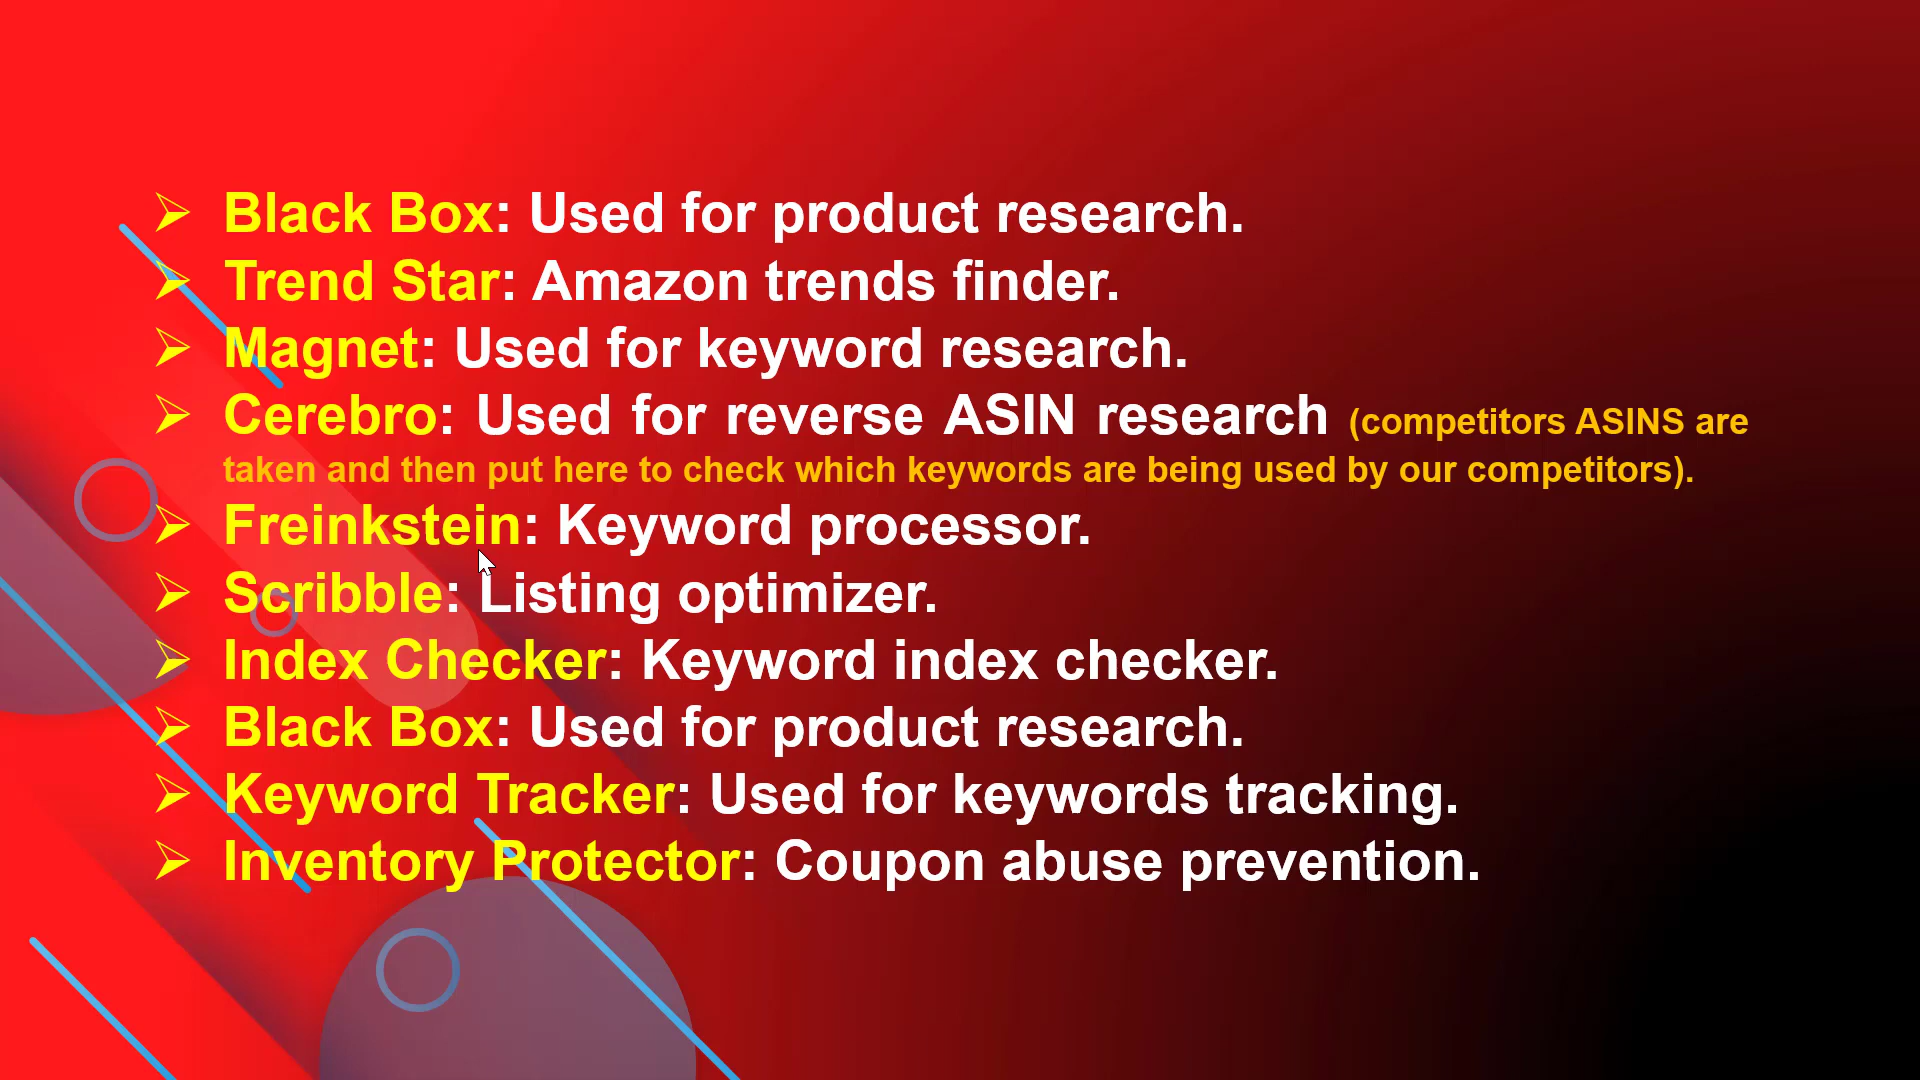 Black Box: Used for product research.
Trend Star: Amazon trends finder.
Magnet: Used for keyword research.
Cerebro: Used for reverse ASIN research (competitors ASINS are
taken and then put here to check which keywords are being used by our competitors).
Freinkstein: Keyword processor.
Scribble: Listing optimizer.
Index Checker: Keyword index checker.
Black Box: Used for product research.
Keyword Tracker: Used for keywords tracking.
Inventory Protector: Coupon abuse prevention.